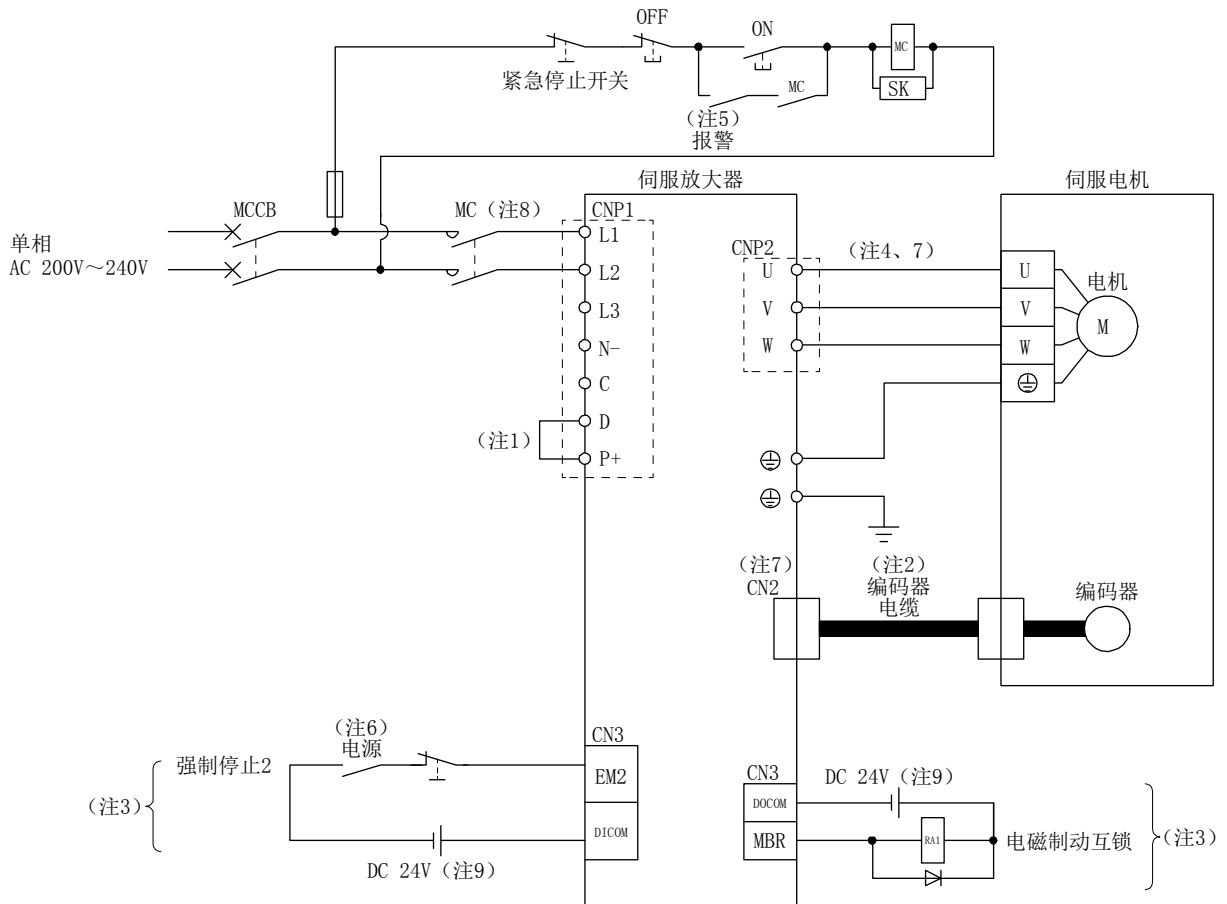 OFF
ON
MC
SK
紧急停止开关
MC
（注5）
报警
伺服放大器
伺服电机
MCCB
MC（注8）
CNP1
单相
AC 200V～240V
L1
L2
L3
N−
C
D
P+
（注1）
CNP2
U
V
W
（注4、7）
U
V
W
电机
M
（注7）
CN2
（注2）
编码器
电缆
编码器
（注3）
强制停止2
（注6）
电源
CN3
EM2
DICOM
DC 24V（注9）
CN3
DOCOM
MBR
DC 24V（注9）
RA1
电磁制动互锁
（注3）